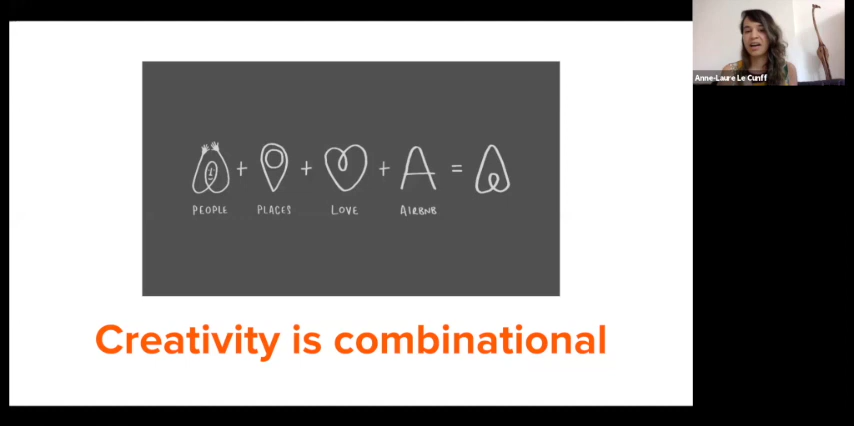 Anne-Laure Le Cunff
+ + + A =
PEOPLE PLACES LOVE AIRBNB
Creativity is combinational